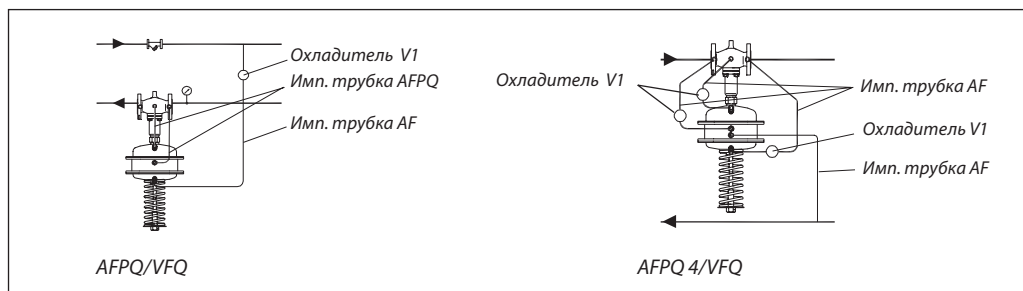 Охладитель V1
Имп. трубка AFPQ
Имп. трубка AF
AFPQ/VFQ
Охладитель V1
Имп. трубка AF
Охладитель V1
Имп. трубка AF
AFPQ 4/VFQ